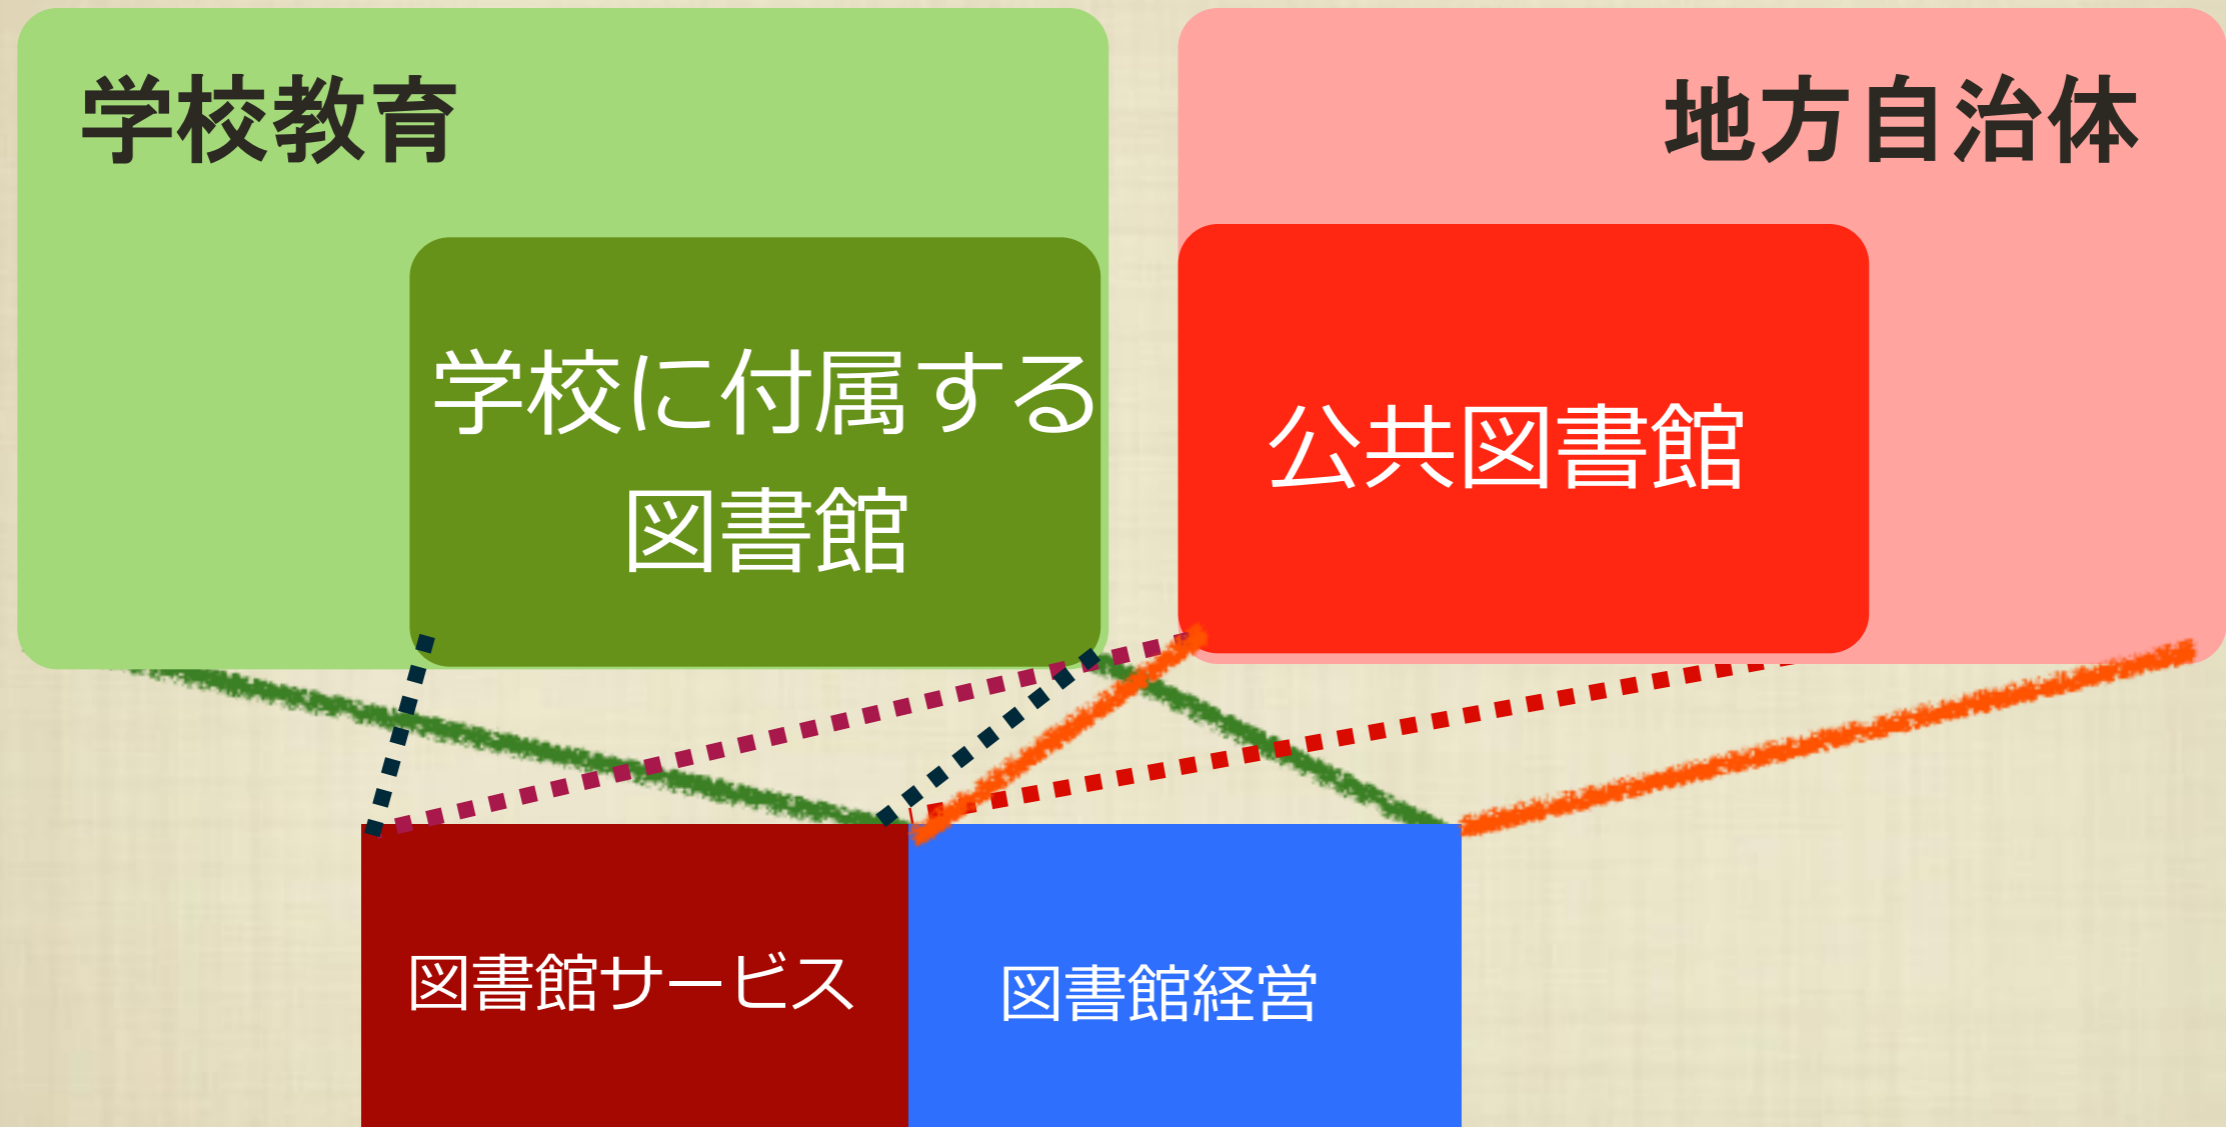 学校教育
地方自治体
学校に付属する
図書館
公共図書館
図書館サービス
図書館経営